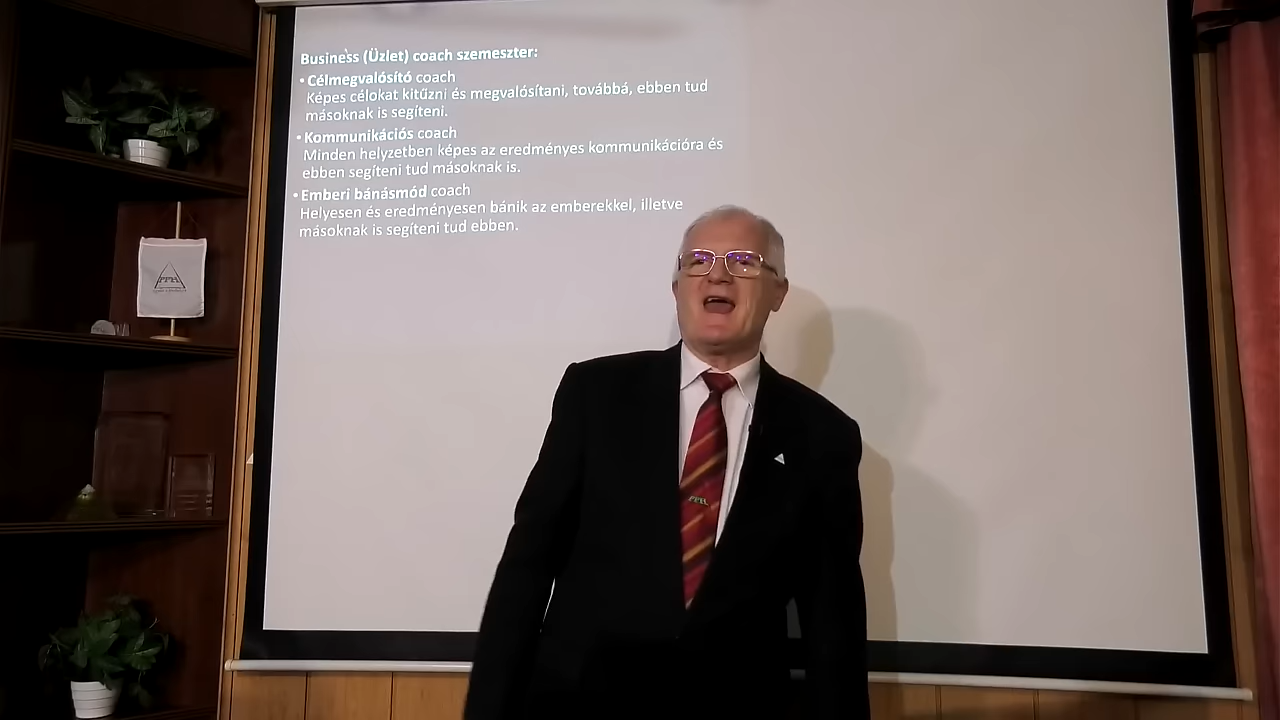 Business (Üzlet) coach szemeszter:
• Célmegvalósító coach
Képes célokat kitűzni és megvalósítani, továbbá, ebben tud
másoknak is segíteni.
• Kommunikációs coach
Minden helyzetben képes az eredményes kommunikációra és
ebben segíteni tud másoknak is.
• Emberi bánásmód coach
Helyesen és eredményesen bánik az emberekkel, illetve
másoknak is segíteni tud ebben.